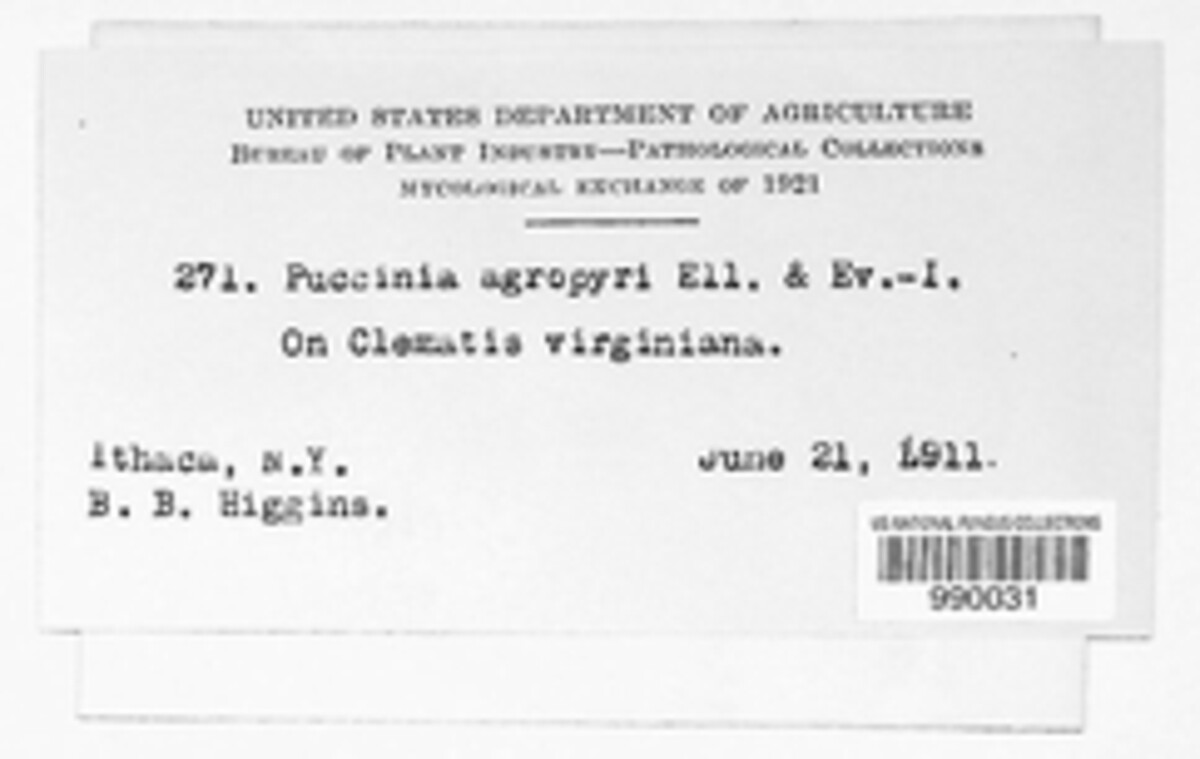 UNITED STATES DEPARTMENT OF AGRICULTURE
BUREAU OF PLANT INDUSTRY—PATHOLOGICAL COLLECTIONS
MYCOLOGICAL EXCHANGE OF 1921
271. Puccinia agropyri Ell. & Ev.-I.
On Clematis virginiana.
Ithaca, N.Y.
June 21, 1911.
B. B. Higgins.
US NATIONAL FUNGUS COLLECTIONS
990031